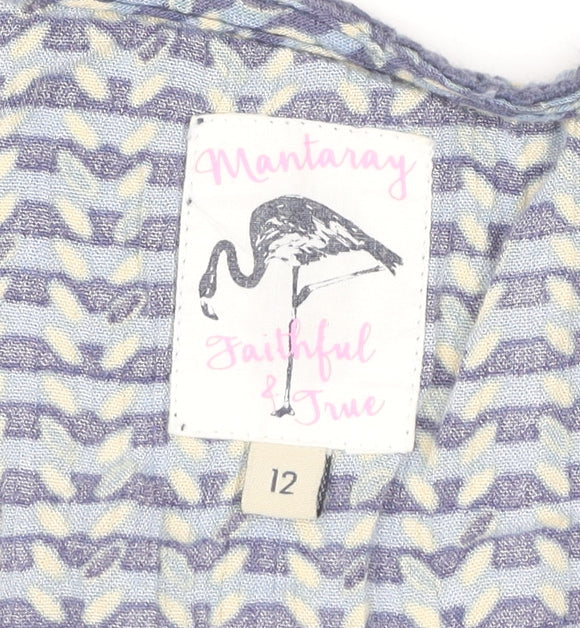 Mantaray
Faithful
& True
12